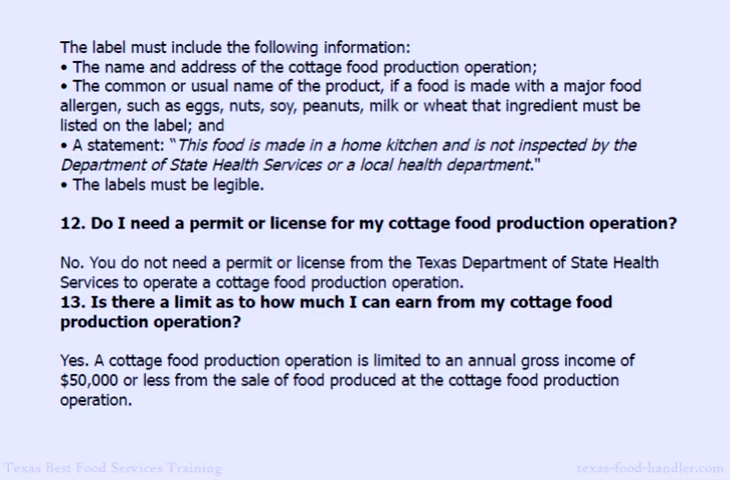 The label must include the following information:
• The name and address of the cottage food production operation;
• The common or usual name of the product, if a food is made with a major food
allergen, such as eggs, nuts, soy, peanuts, milk or wheat that ingredient must be
listed on the label; and
• A statement: “This food is made in a home kitchen and is not inspected by the
Department of State Health Services or a local health department."
• The labels must be legible.
12. Do I need a permit or license for my cottage food production operation?
No. You do not need a permit or license from the Texas Department of State Health
Services to operate a cottage food production operation.
13. Is there a limit as to how much I can earn from my cottage food
production operation?
Yes. A cottage food production operation is limited to an annual gross income of
$50,000 or less from the sale of food produced at the cottage food production
operation.
Texas Best Food Services Training
texas-food-handler.com